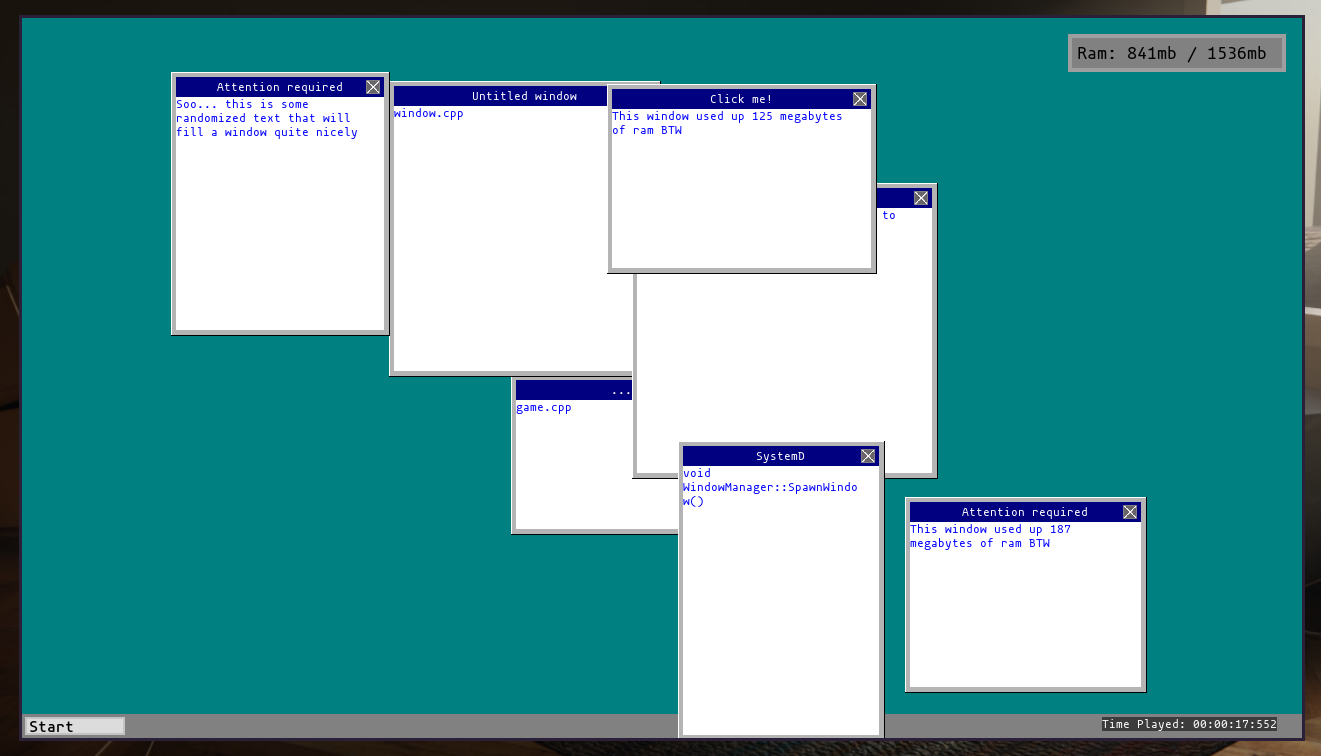 Ram: 841mb / 1536mb
Attention required
Soo... this is some
randomized text that will
fill a window quite nicely
Untitled window
window.cpp
Click me!
This window used up 125 megabytes
of ram BTW
to
...
game.cpp
SystemD
void
WindowManager::SpawnWindo
w()
Attention required
This window used up 187
megabytes of ram BTW
Start
Time Played: 00:00:17:552